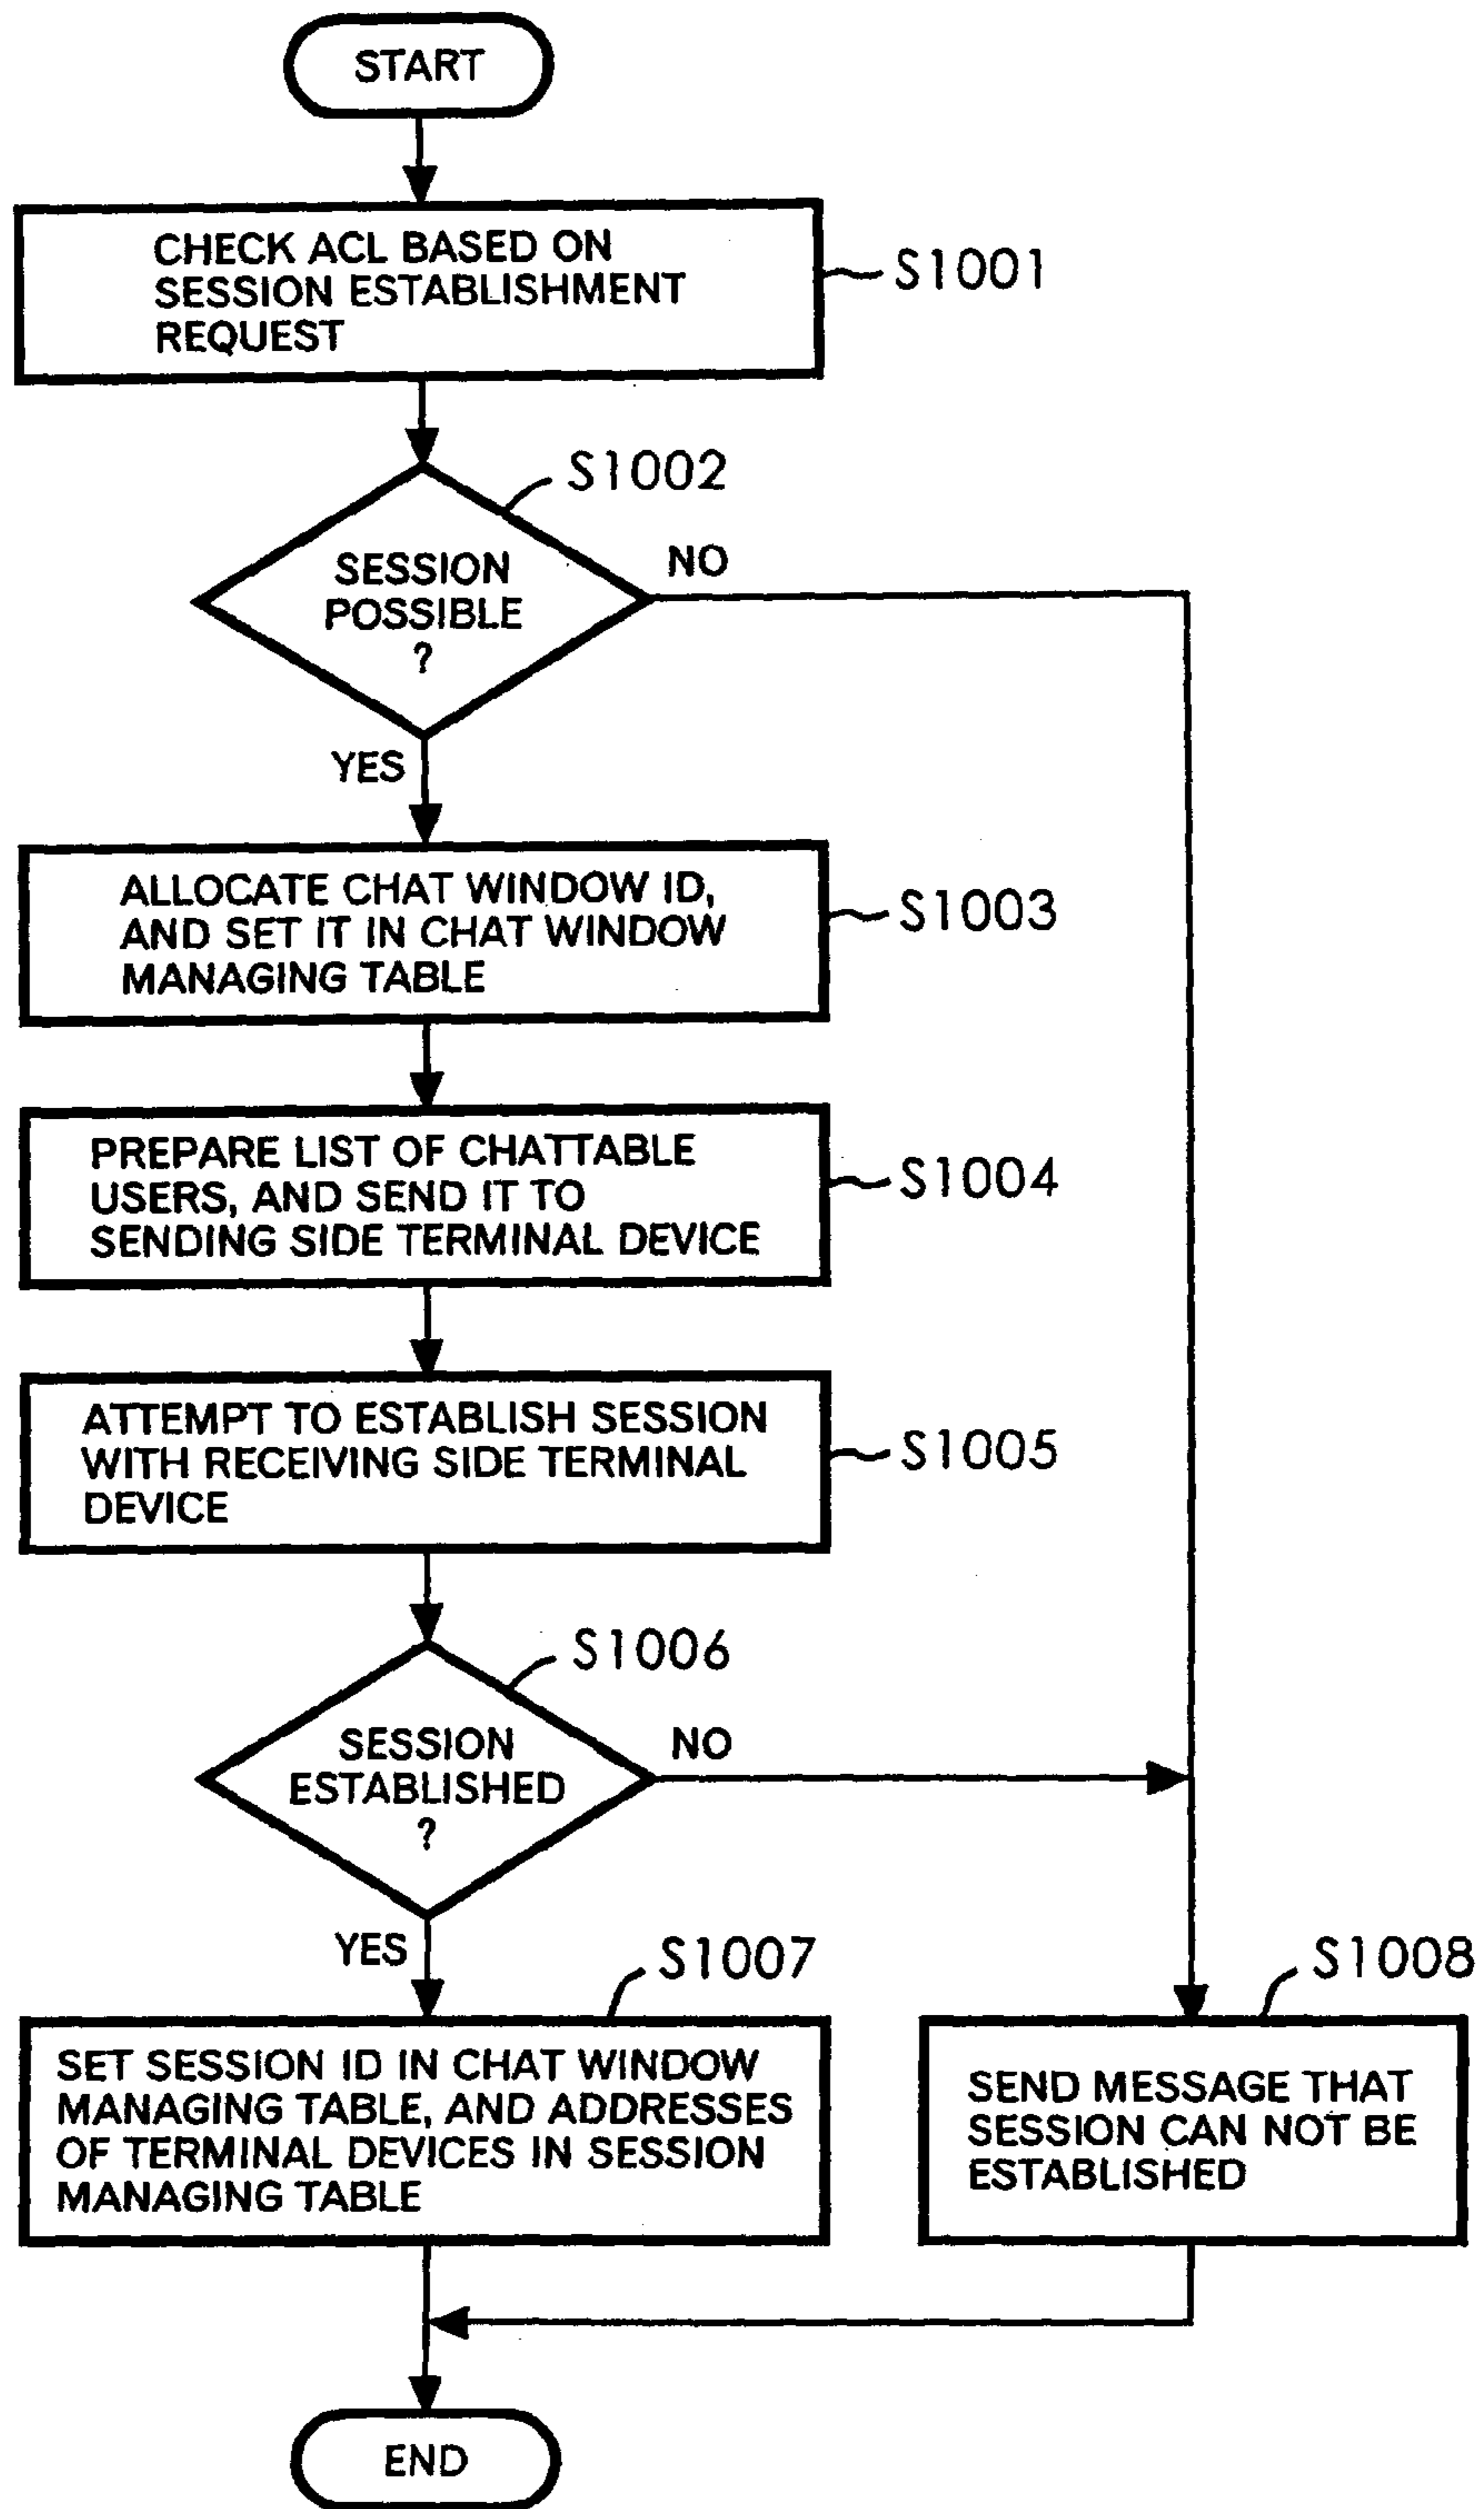 START
CHECK ACL BASED ON
SESSION ESTABLISHMENT
REQUEST
S1001
S1002
SESSION
POSSIBLE
?
NO
YES
ALLOCATE CHAT WINDOW ID,
AND SET IT IN CHAT WINDOW
MANAGING TABLE
S1003
PREPARE LIST OF CHATTABLE
USERS, AND SEND IT TO
SENDING SIDE TERMINAL DEVICE
S1004
ATTEMPT TO ESTABLISH SESSION
WITH RECEIVING SIDE TERMINAL
DEVICE
S1005
S1006
SESSION
ESTABLISHED
?
NO
YES
S1007
SET SESSION ID IN CHAT WINDOW
MANAGING TABLE, AND ADDRESSES
OF TERMINAL DEVICES IN SESSION
MANAGING TABLE
S1008
SEND MESSAGE THAT
SESSION CAN NOT BE
ESTABLISHED
END